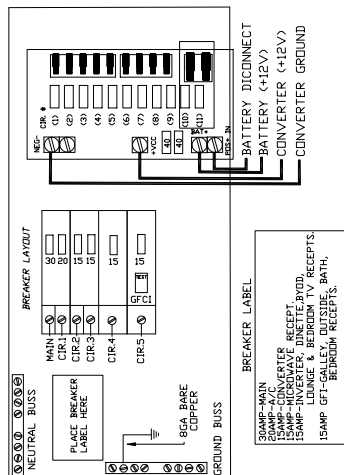 CIR. #
(1)
(2)
(3)
(4)
(5)
(6)
(7)
(8)
(9)
(10)
(11)
NEG-
+VCC
40
40
BAT+
POS+ IN
BATTERY DICONNECT
BATTERY (+12V)
CONVERTER (+12V)
CONVERTER GROUND
BREAKER LAYOUT
30
20
15
15
15
15
TEST
GFCI
MAIN
CIR.1
CIR.2
CIR.3
CIR.4
CIR.5
NEUTRAL BUSS
PLACE BREAKER
LABEL HERE
8GA BARE
COPPER
GROUND BUSS
BREAKER LABEL
30AMP-MAIN
20AMP-A/C
15AMP-CONVERTER
15AMP-MICROWAVE RECEPT.
15AMP-INVERTER, DINETTE,BYOD,
LOUNGE & BEDROOM TV RECEPTS.
15AMP GFI-GALLEY, OUTSIDE, BATH,
BEDROOM RECEPTS.